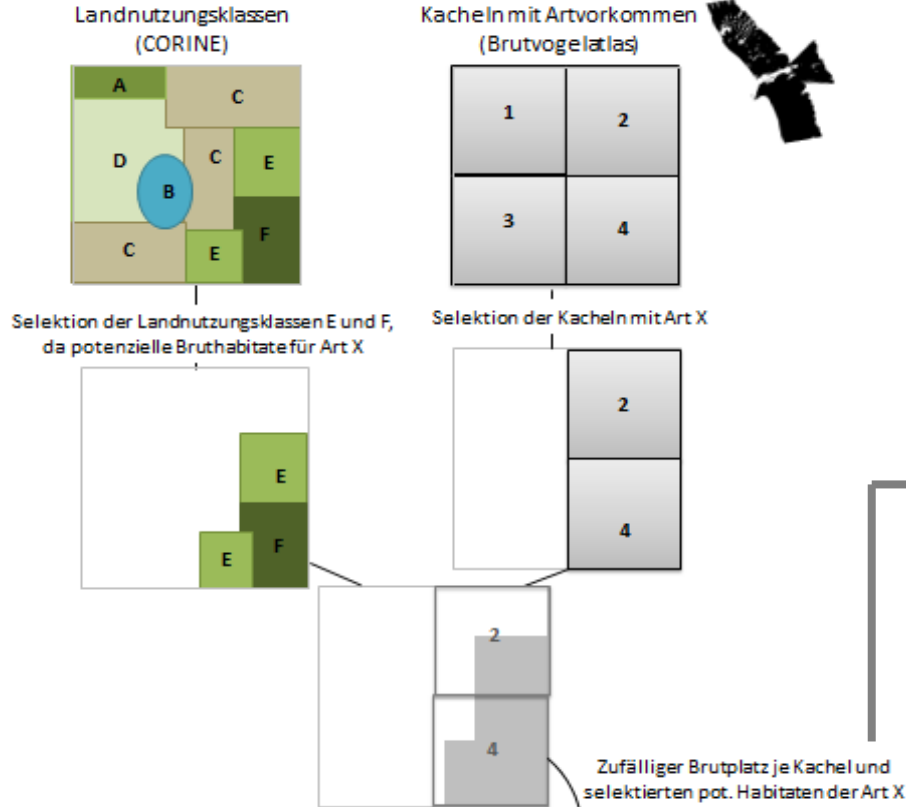 Landnutzungsklassen
(CORINE)
A
C
D
C
E
B
C
E
F
Selektion der Landnutzungsklassen E und F,
da potenzielle Bruthabitate für Art X
E
E
F
Kacheln mit Artvorkommen
(Brutvogelatlas)
1
2
3
4
Selektion der Kacheln mit Art X
2
4
2
4
Zufälliger Brutplatz je Kachel und
selektierten pot. Habitaten der Art X